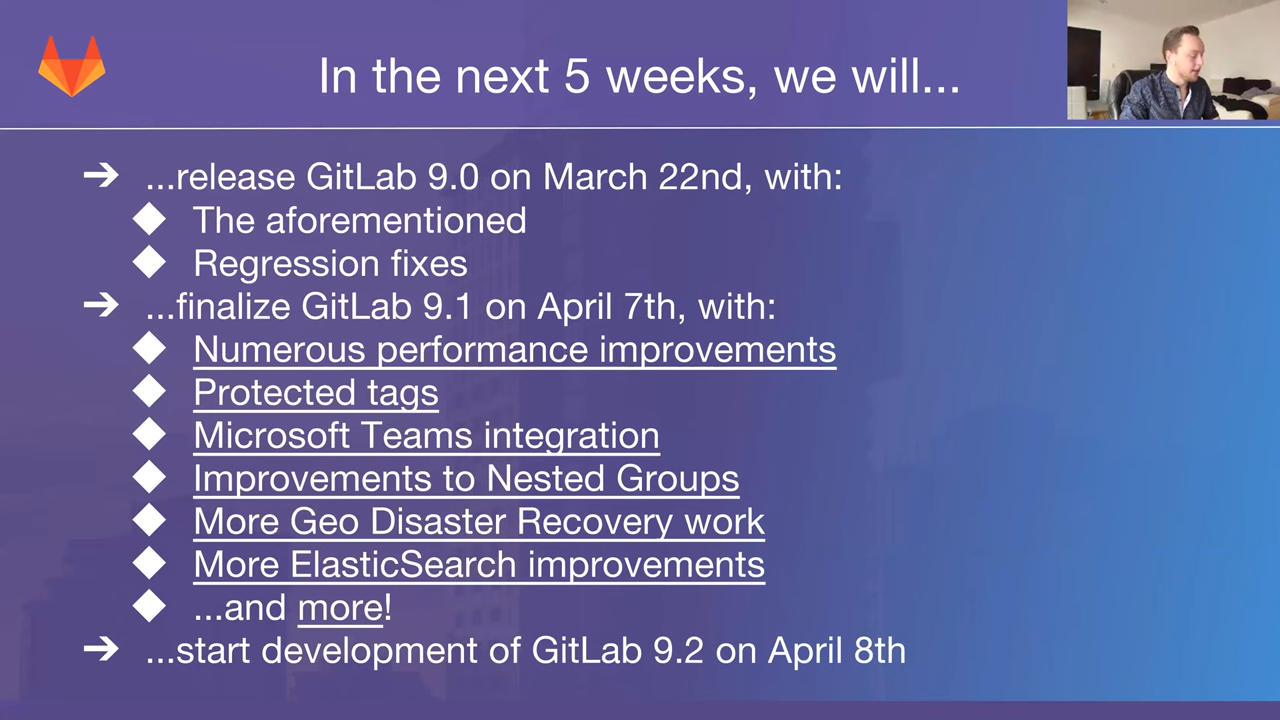 In the next 5 weeks, we will...
➔ ...release GitLab 9.0 on March 22nd, with:
◆ The aforementioned
◆ Regression fixes
➔ ...finalize GitLab 9.1 on April 7th, with:
◆ Numerous performance improvements
◆ Protected tags
◆ Microsoft Teams integration
◆ Improvements to Nested Groups
◆ More Geo Disaster Recovery work
◆ More ElasticSearch improvements
◆ ...and more!
➔ ...start development of GitLab 9.2 on April 8th